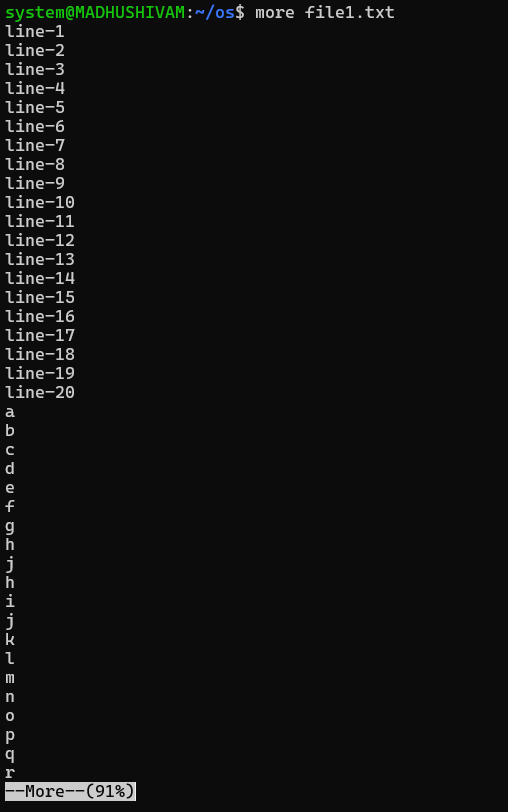 system@MADHUSHIVAM:~/os$ more file1.txt
line-1
line-2
line-3
line-4
line-5
line-6
line-7
line-8
line-9
line-10
line-11
line-12
line-13
line-14
line-15
line-16
line-17
line-18
line-19
line-20
a
b
c
d
e
f
g
h
j
h
i
j
k
l
m
n
o
p
q
r
--More--(91%)